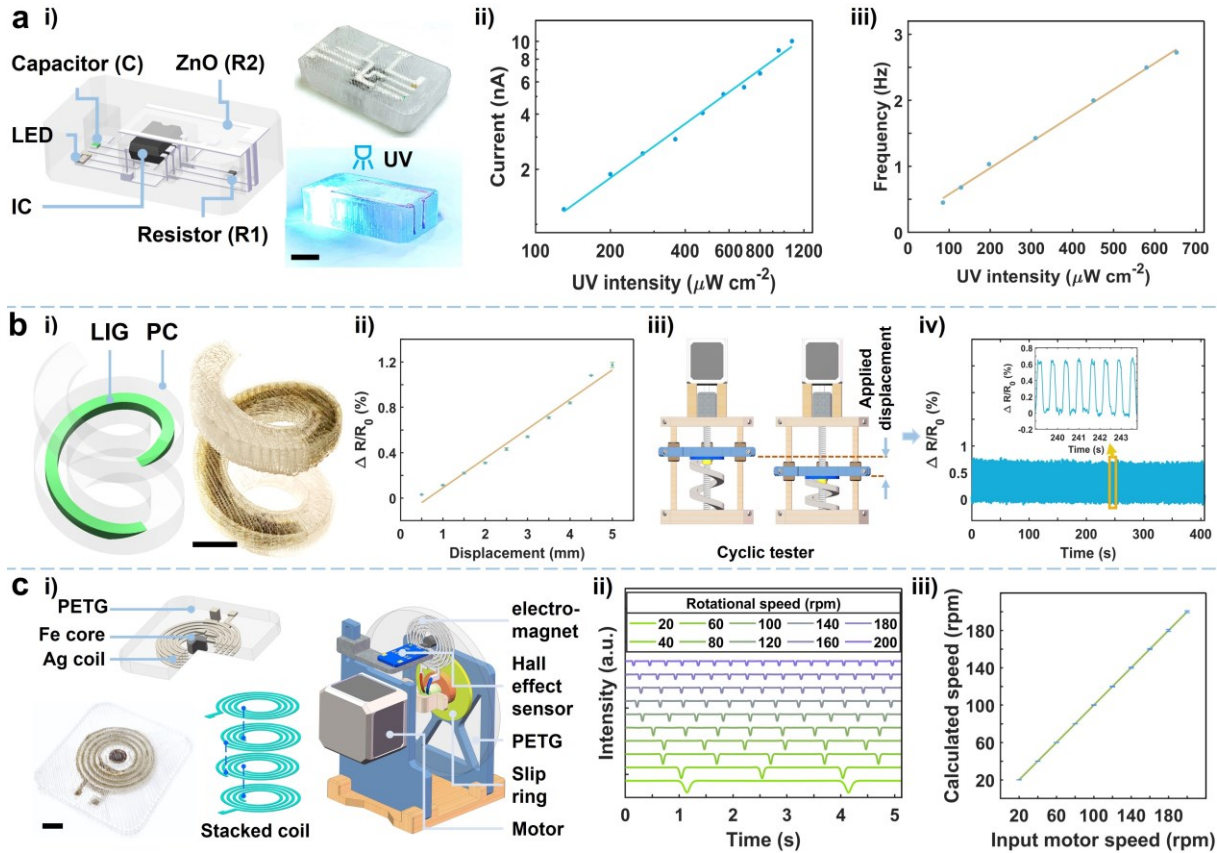 a
i)
Capacitor (C)
ZnO (R2)
LED
IC
Resistor (R1)
UV
ii)
Current (nA)
10
8
6
4
2
100
200
400
600
800
1200
UV intensity (μW cm-2)
iii)
Frequency (Hz)
4
3
2
1
0
0
100
200
300
400
500
600
700
UV intensity (μW cm-2)
b
i)
LIG
PC
ii)
Δ R/R0 (%)
1.2
0.8
0.4
0
0
1
2
3
4
5
Displacement (mm)
iii)
Applied
displacement
Cyclic tester
iv)
Δ R/R0 (%)
1
0.5
0
0
100
200
300
400
Time (s)
Δ R/R0 (%)
0.8
0.6
0.4
0.2
0
-0.2
240
241
242
243
Time (s)
c
i)
PETG
Fe core
Ag coil
Stacked coil
electro-
magnet
Hall
effect
sensor
PETG
Slip
ring
Motor
ii)
Rotational speed (rpm)
20 60 100 140 180
40 80 120 160 200
Intensity (a.u.)
0
1
2
3
4
5
Time (s)
iii)
Calculated speed (rpm)
180
140
100
60
20
20
60
100
140
180
Input motor speed (rpm)